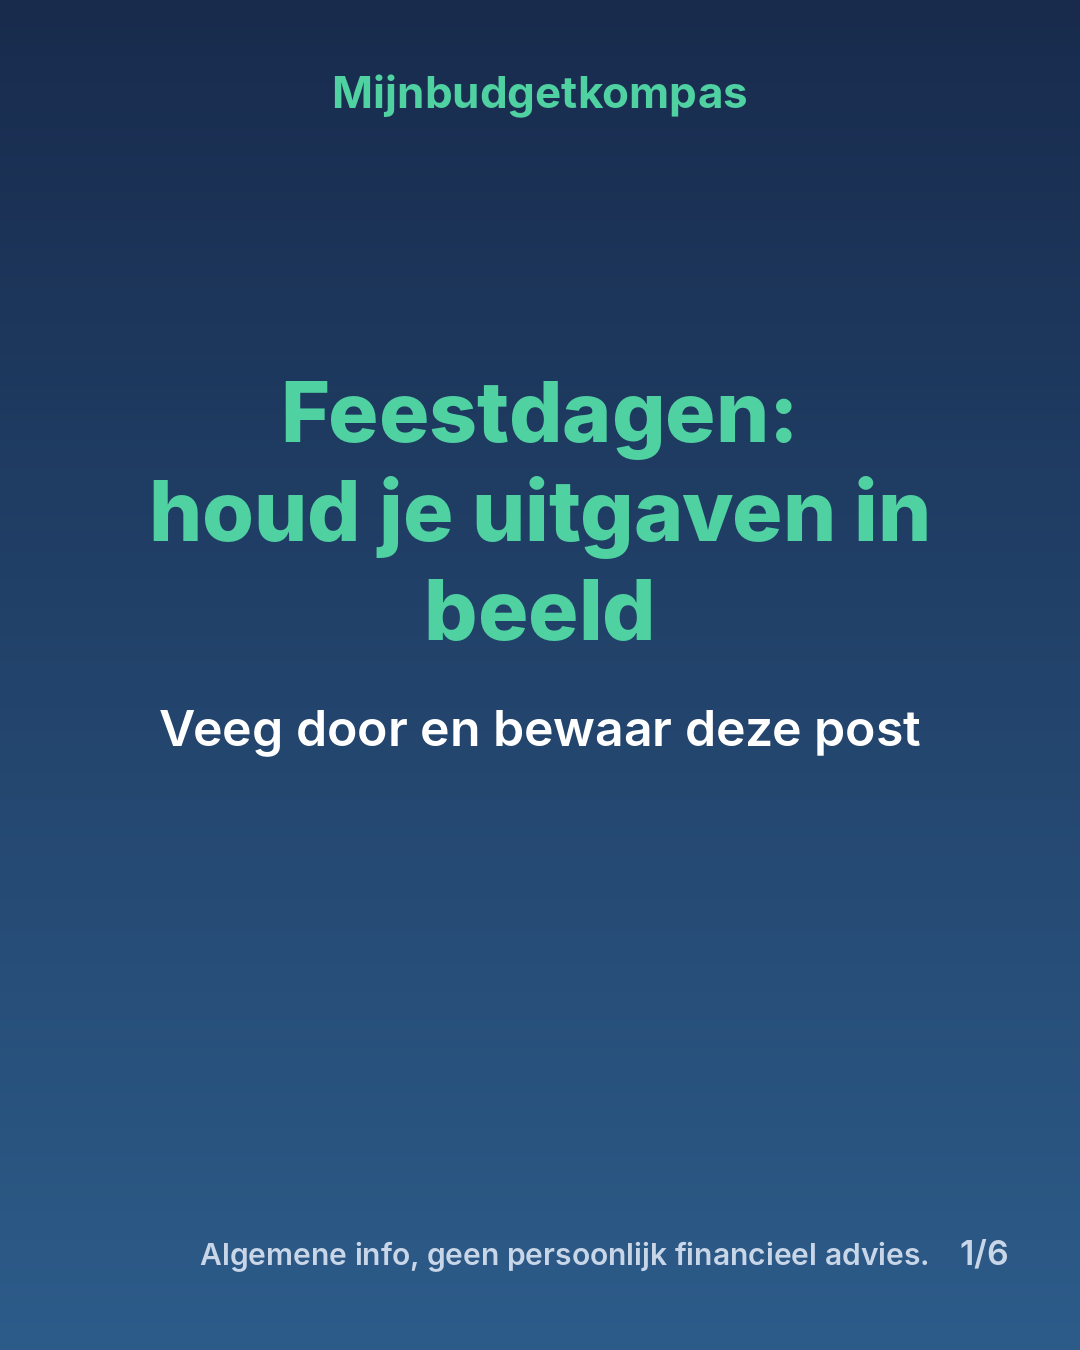 Mijnbudgetkompas
Feestdagen:
houd je uitgaven in
beeld
Veeg door en bewaar deze post
Algemene info, geen persoonlijk financieel advies. 1/6